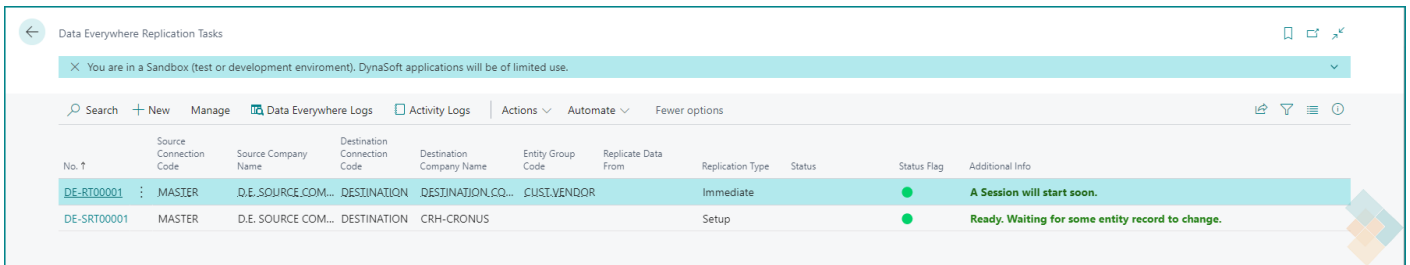 Data Everywhere Replication Tasks
You are in a Sandbox (test or development enviroment). DynaSoft applications will be of limited use.
Search New Manage Data Everywhere Logs Activity Logs Actions Automate Fewer options
No. ↑ Source Connection Code Source Company Name Destination Connection Code Destination Company Name Entity Group Code Replicate Data From Replication Type Status Status Flag Additional Info
DE-RT00001 MASTER D.E. SOURCE COM... DESTINATION DESTINATION CO... CUST.VENDOR Immediate A Session will start soon.
DE-SRT00001 MASTER D.E. SOURCE COM... DESTINATION CRH-CRONUS Setup Ready. Waiting for some entity record to change.